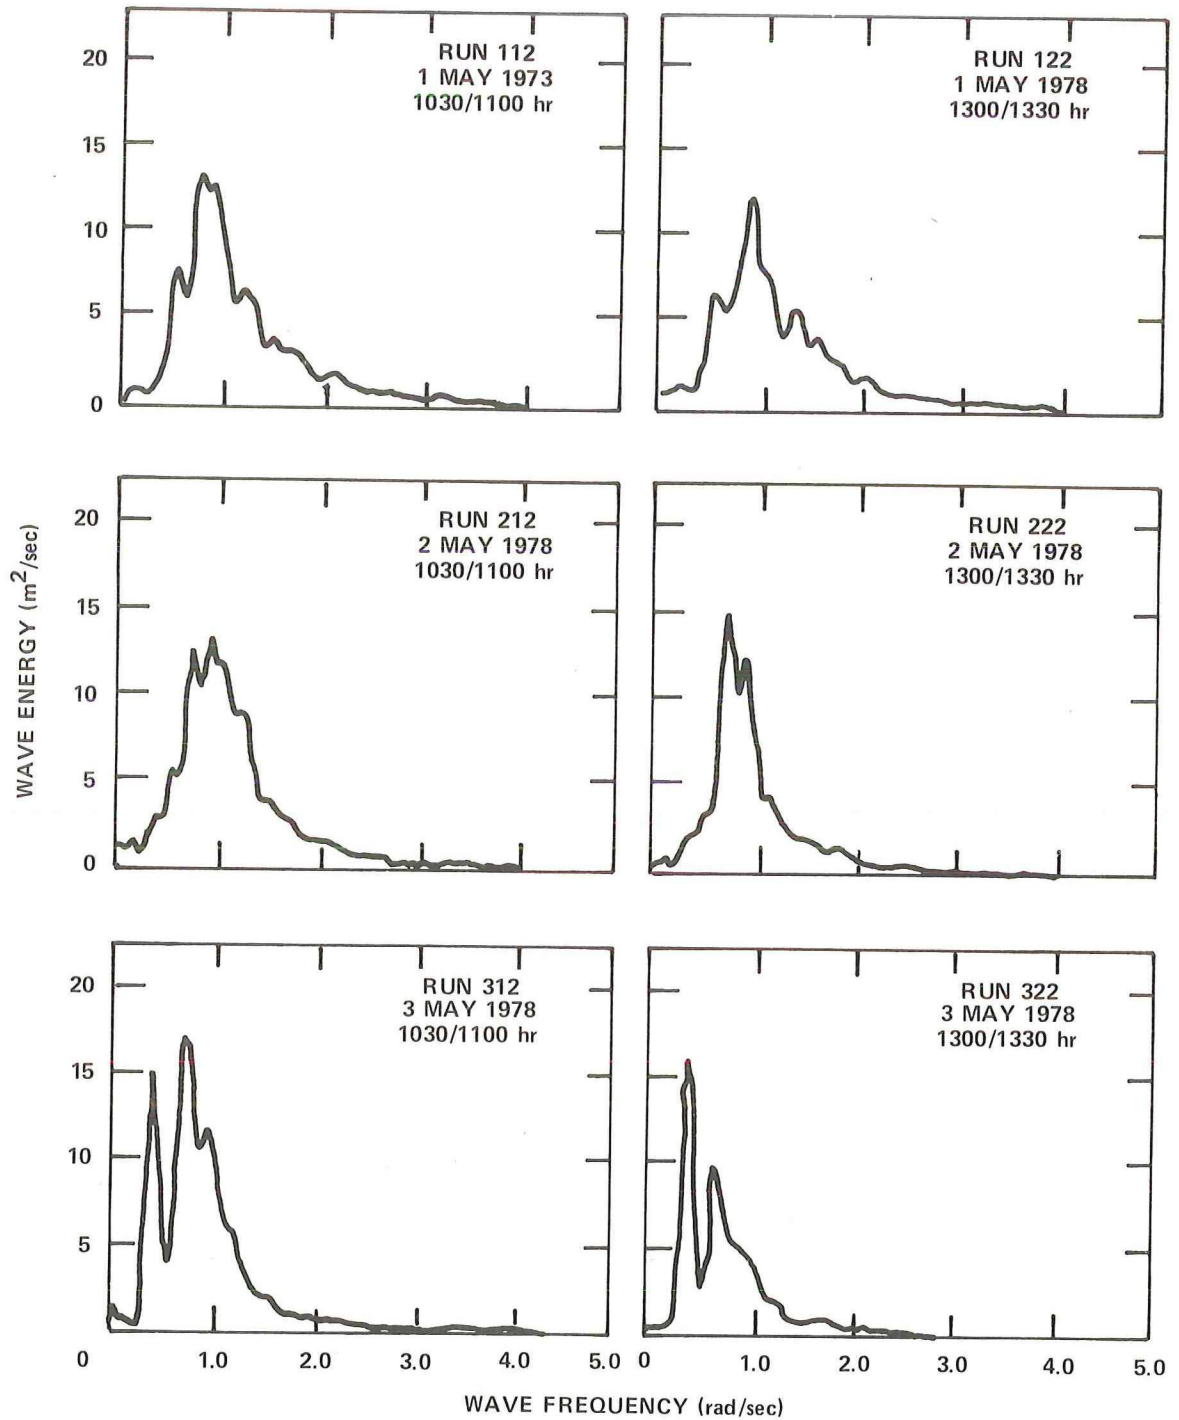 RUN 112
1 MAY 1973
1030/1100 hr
20
15
10
5
0
RUN 122
1 MAY 1978
1300/1330 hr
WAVE ENERGY (m²/sec)
RUN 212
2 MAY 1978
1030/1100 hr
20
15
10
5
0
RUN 222
2 MAY 1978
1300/1330 hr
RUN 312
3 MAY 1978
1030/1100 hr
20
15
10
5
0 1.0 2.0 3.0 4.0 5.0
RUN 322
3 MAY 1978
1300/1330 hr
0 1.0 2.0 3.0 4.0 5.0
WAVE FREQUENCY (rad/sec)